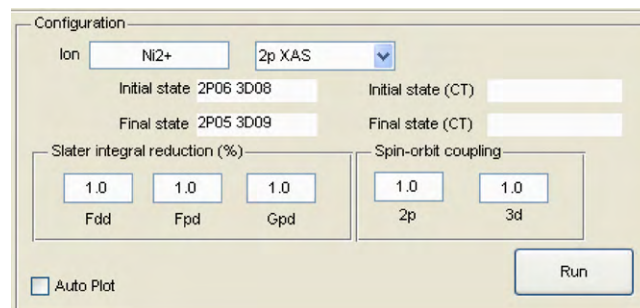 Configuration
Ion Ni2+ 2p XAS
Initial state 2P06 3D08 Initial state (CT)
Final state 2P05 3D09 Final state (CT)
Slater integral reduction (%) Spin-orbit coupling
1.0 1.0 1.0 1.0 1.0
Fdd Fpd Gpd 2p 3d
Run
Auto Plot